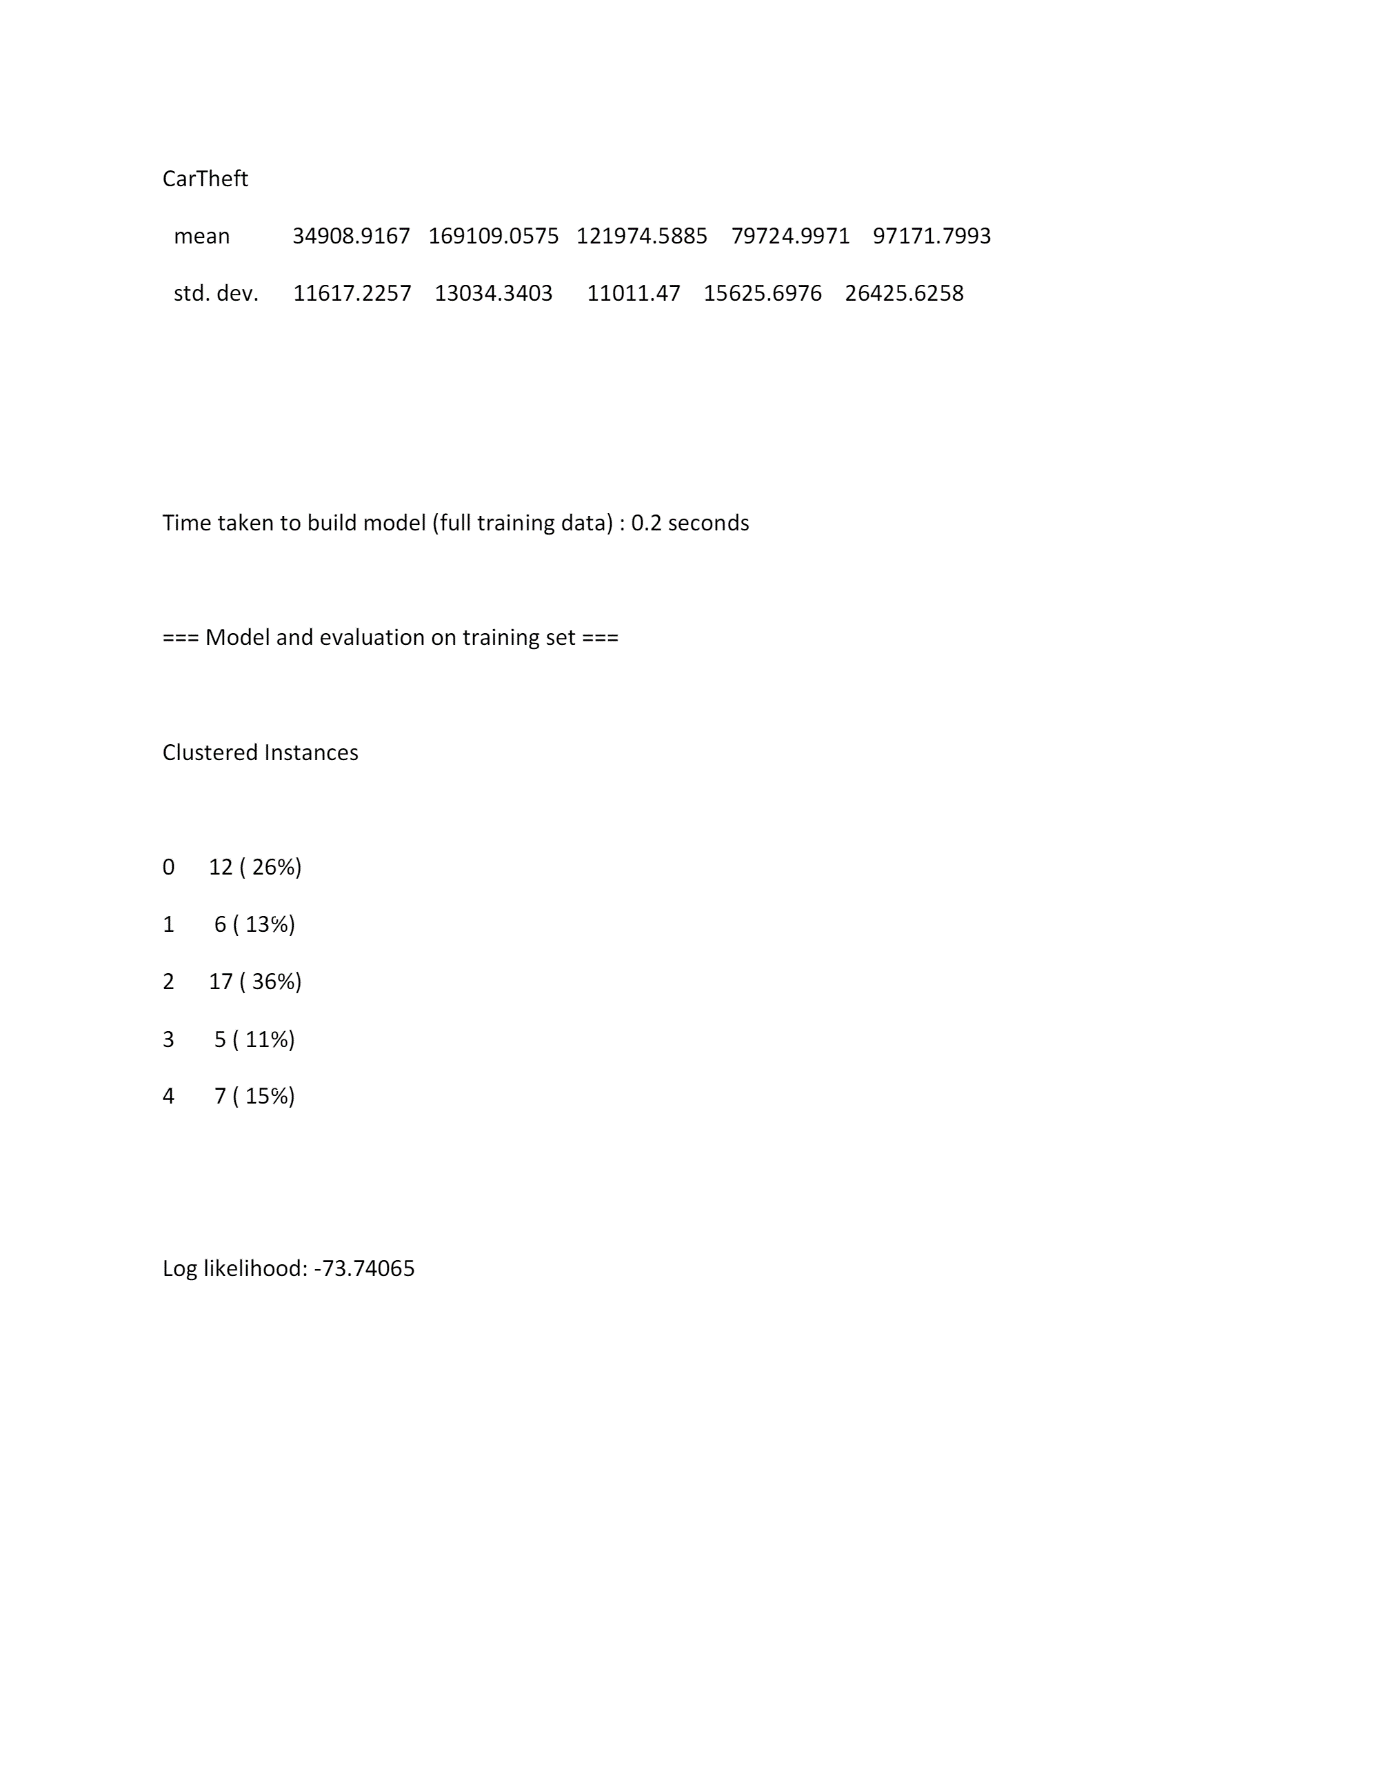 CarTheft
mean 34908.9167 169109.0575 121974.5885 79724.9971 97171.7993
std. dev. 11617.2257 13034.3403 11011.47 15625.6976 26425.6258
Time taken to build model (full training data) : 0.2 seconds
=== Model and evaluation on training set ===
Clustered Instances
0 12 ( 26%)
1 6 ( 13%)
2 17 ( 36%)
3 5 ( 11%)
4 7 ( 15%)
Log likelihood: -73.74065